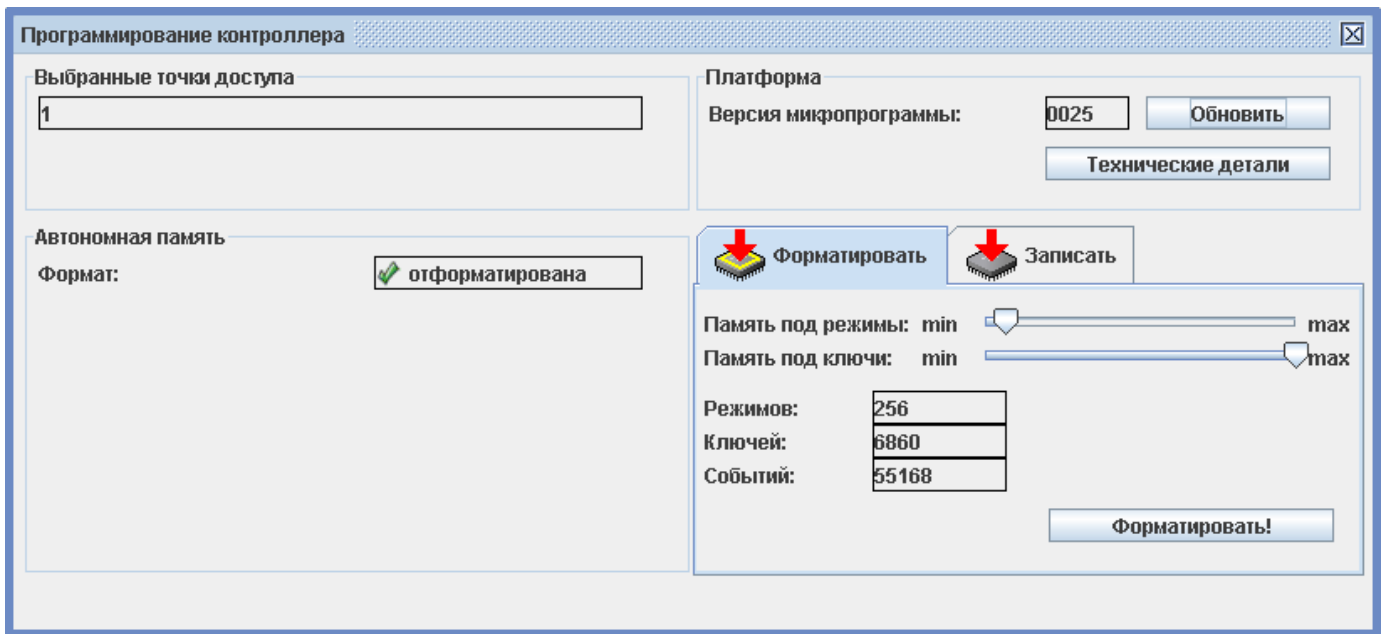 Программирование контроллера
Выбранные точки доступа
1
Платформа
Версия микропрограммы: 0025 Обновить
Технические детали
Автономная память
Формат: отформатирована
Форматировать Записать
Память под режимы: min max
Память под ключи: min max
Режимов: 256
Ключей: 6860
Событий: 55168
Форматировать!